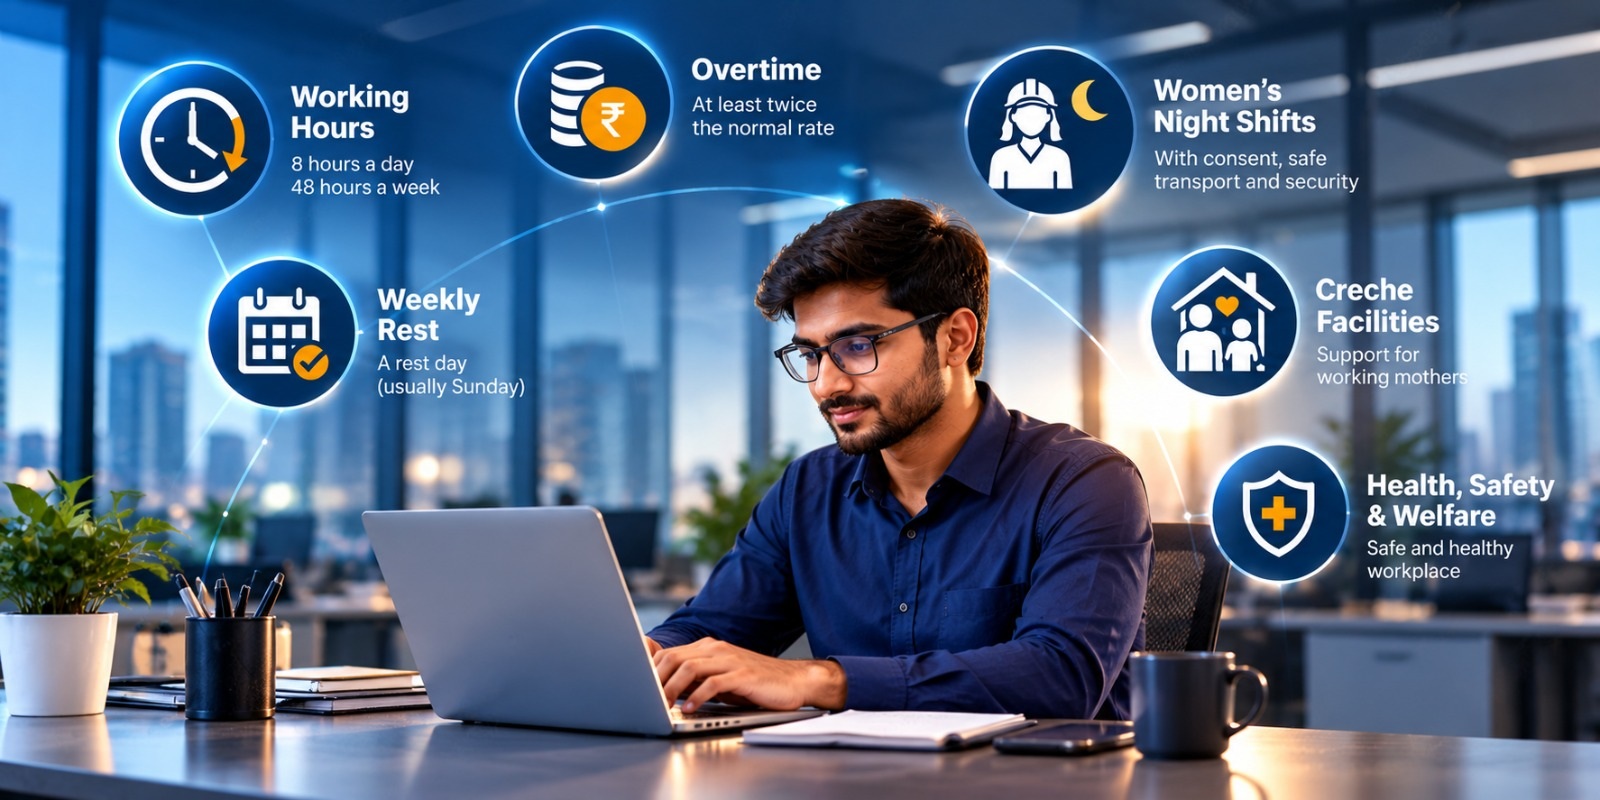 Working
Hours
8 hours a day
48 hours a week
Overtime
At least twice
the normal rate
₹
Women's
Night Shifts
With consent, safe
transport and security
Weekly
Rest
A rest day
(usually Sunday)
Creche
Facilities
Support for
working mothers
Health, Safety
& Welfare
Safe and healthy
workplace